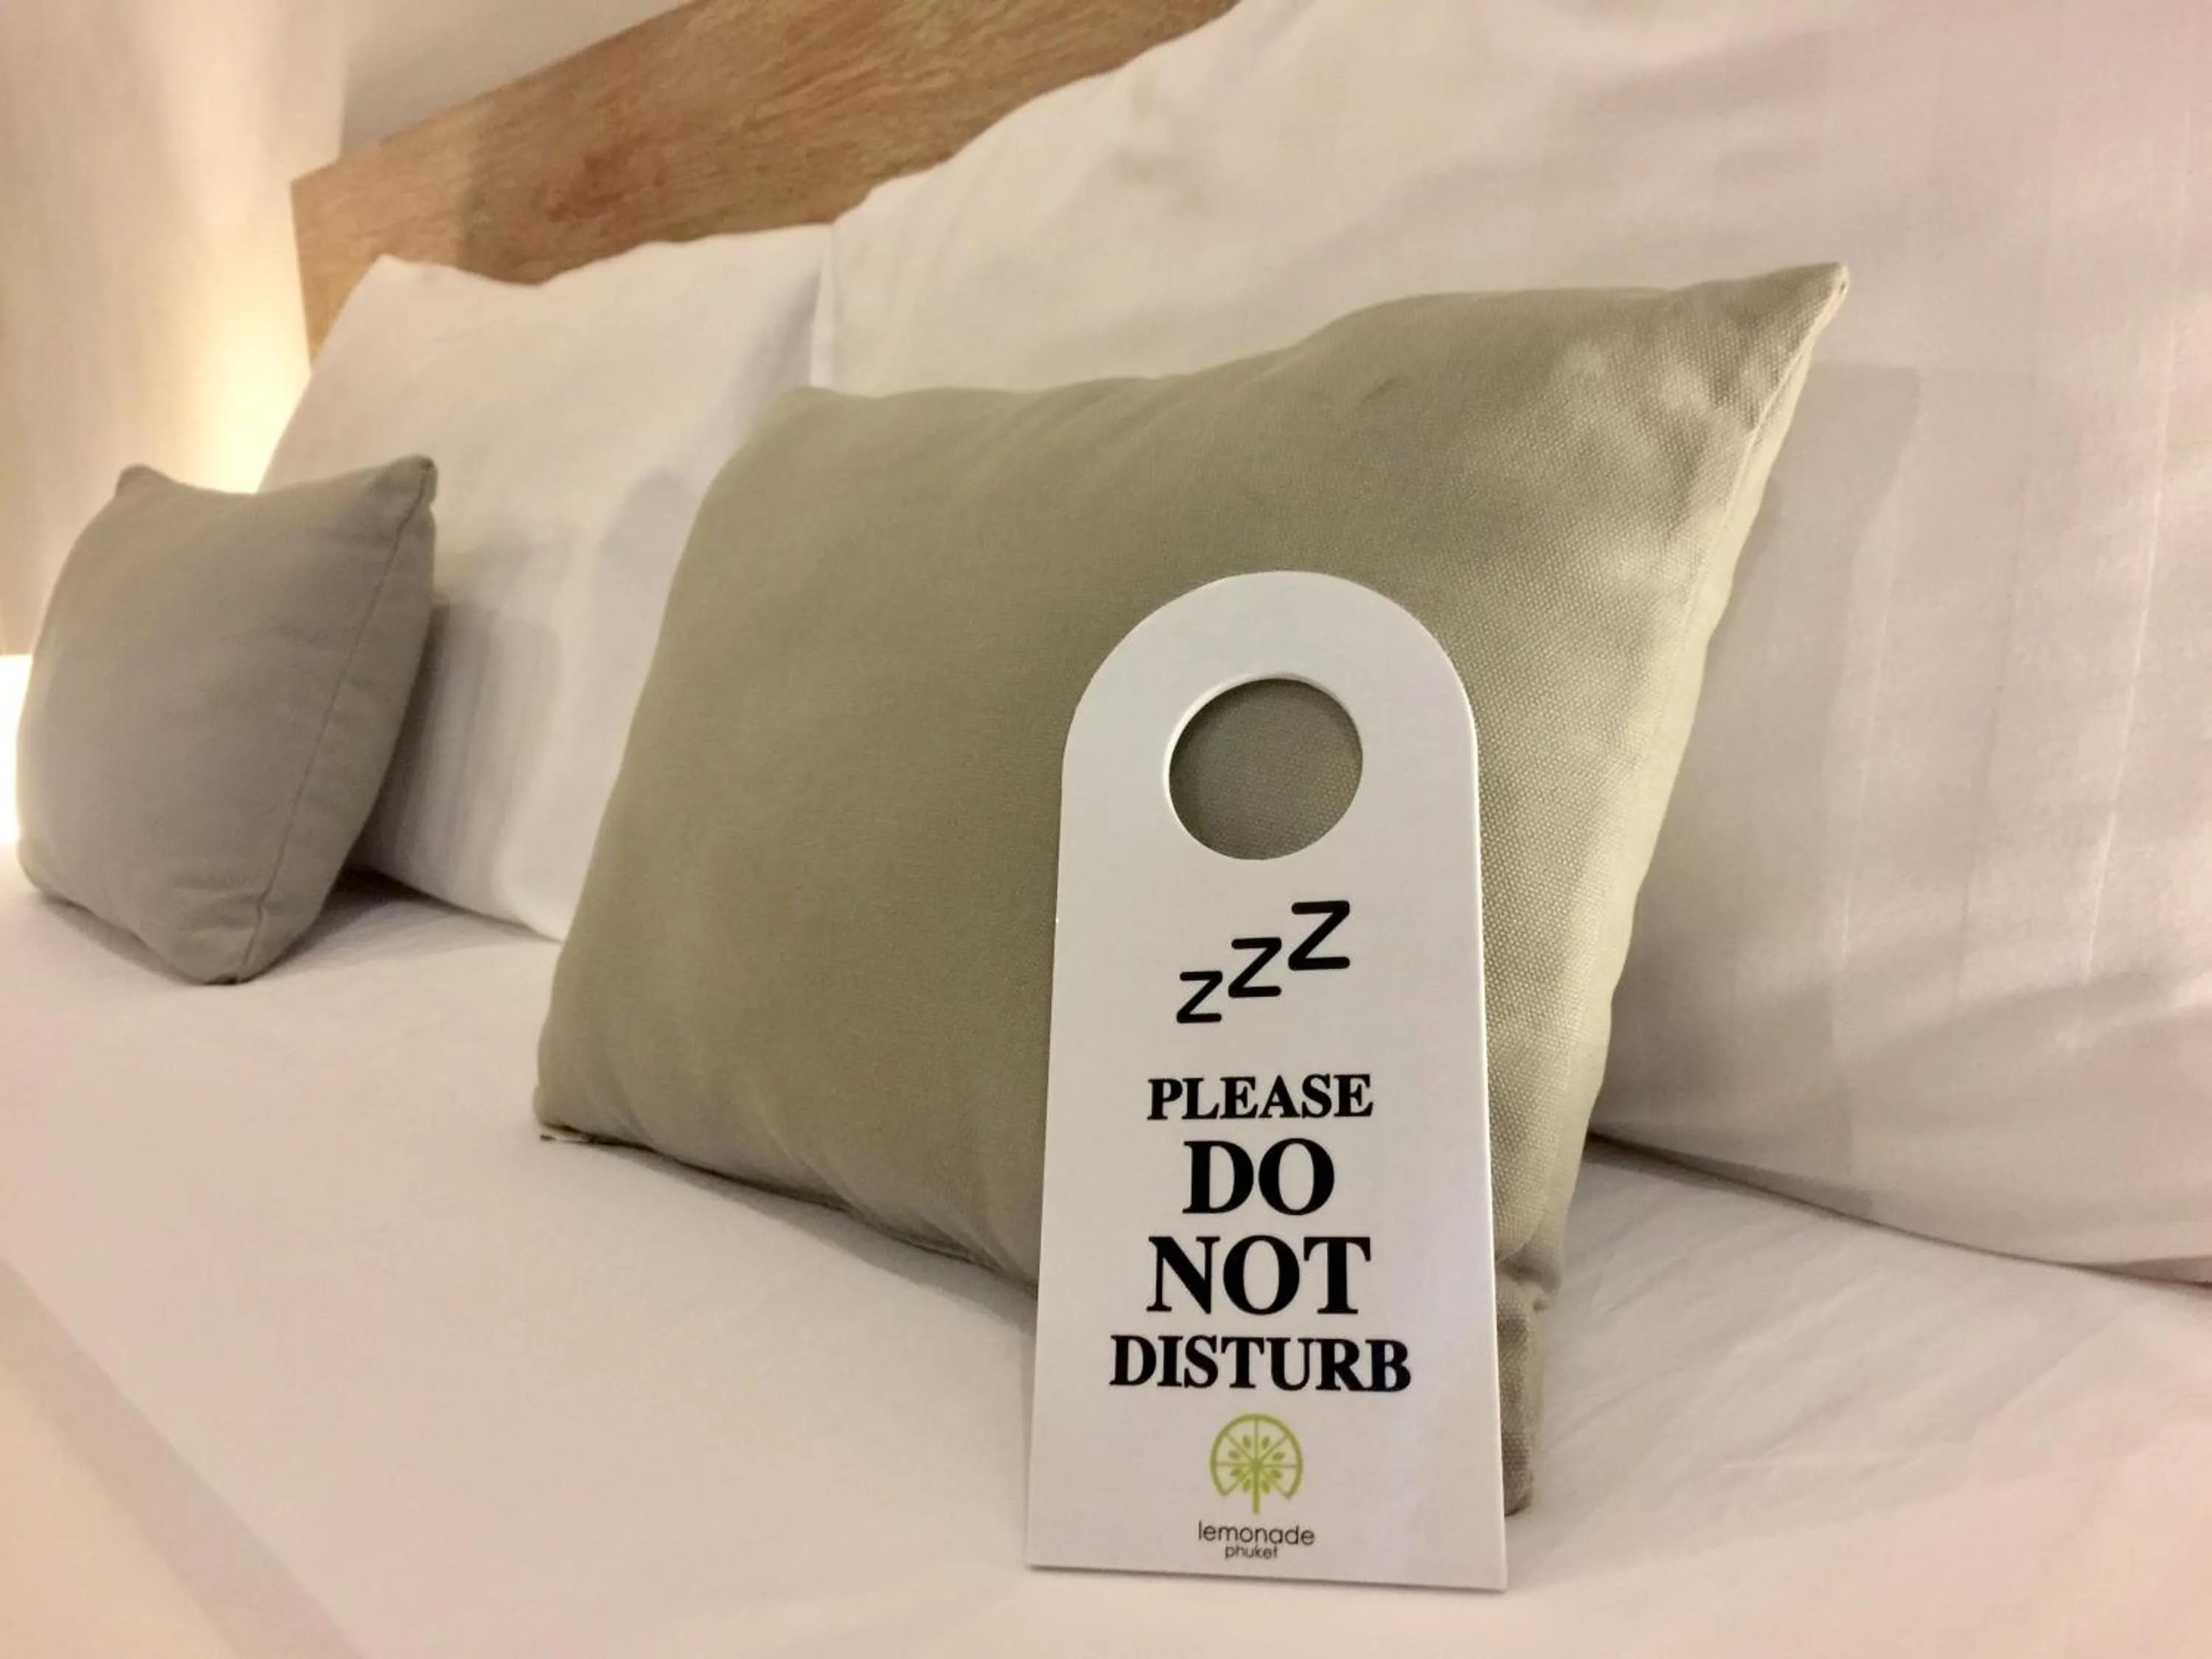 zzZ
PLEASE
DO
NOT
DISTURB
lemonade
phuket